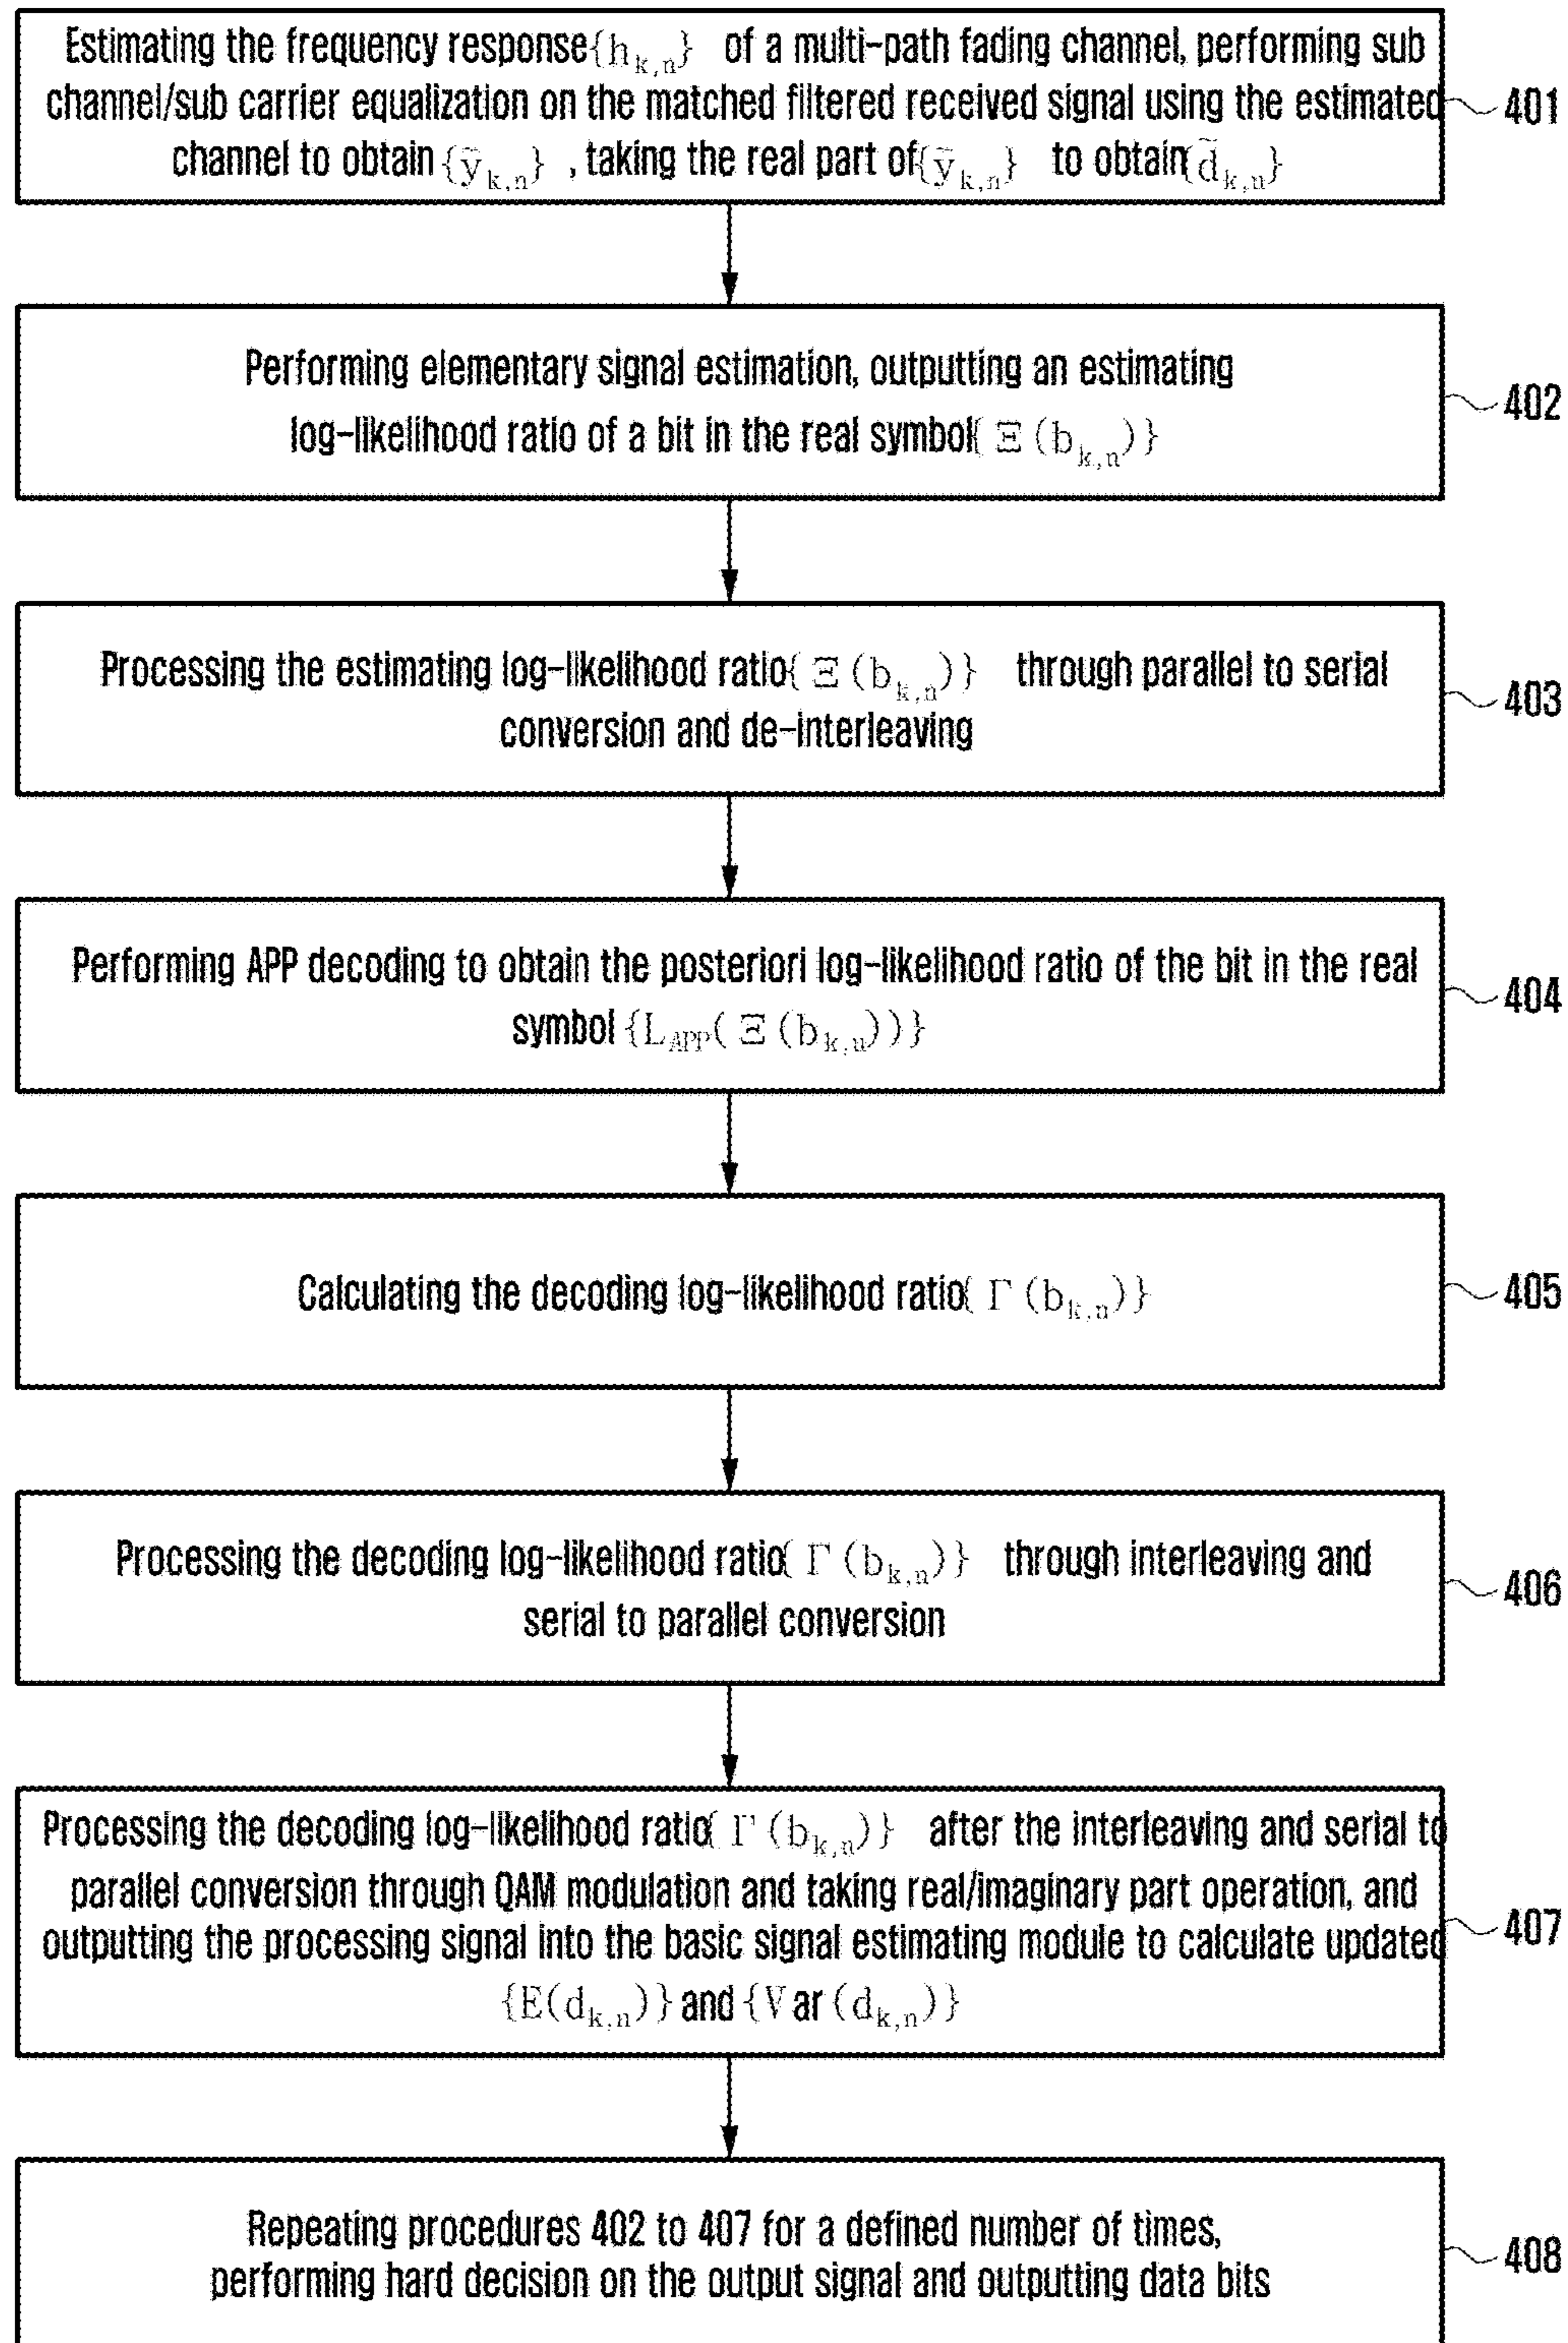 Estimating the frequency response{h_{k,n}} of a multi-path fading channel, performing sub
channel/sub carrier equalization on the matched filtered received signal using the estimated
channel to obtain {ỹ_{k,n}} , taking the real part of{ỹ_{k,n}} to obtain{d̃_{k,n}}
401
Performing elementary signal estimation, outputting an estimating
log-likelihood ratio of a bit in the real symbol{ Ξ (b_{k,n})}
402
Processing the estimating log-likelihood ratio{ Ξ (b_{k,n})} through parallel to serial
conversion and de-interleaving
403
Performing APP decoding to obtain the posteriori log-likelihood ratio of the bit in the real
symbol {L_{APP}( Ξ (b_{k,n}))}
404
Calculating the decoding log-likelihood ratio{ Γ (b_{k,n})}
405
Processing the decoding log-likelihood ratio{ Γ (b_{k,n})} through interleaving and
serial to parallel conversion
406
Processing the decoding log-likelihood ratio{ Γ (b_{k,n})} after the interleaving and serial to
parallel conversion through QAM modulation and taking real/imaginary part operation, and
outputting the processing signal into the basic signal estimating module to calculate updated
{E(d_{k,n})} and {Var(d_{k,n})}
407
Repeating procedures 402 to 407 for a defined number of times,
performing hard decision on the output signal and outputting data bits
408